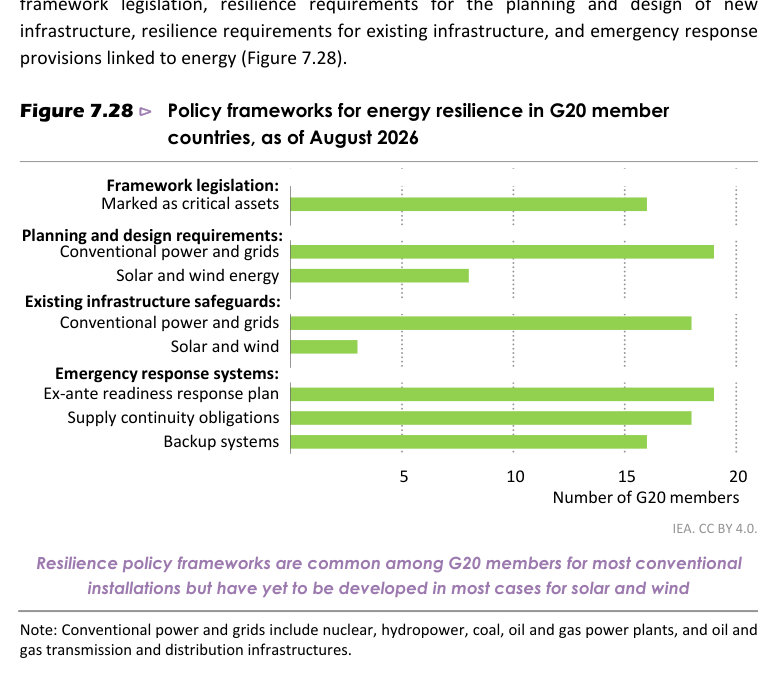 framework legislation, resilience requirements for the planning and design of new
infrastructure, resilience requirements for existing infrastructure, and emergency response
provisions linked to energy (Figure 7.28).
Figure 7.28 ▻ Policy frameworks for energy resilience in G20 member
countries, as of August 2026
Framework legislation:
Marked as critical assets
Planning and design requirements:
Conventional power and grids
Solar and wind energy
Existing infrastructure safeguards:
Conventional power and grids
Solar and wind
Emergency response systems:
Ex-ante readiness response plan
Supply continuity obligations
Backup systems
5 10 15 20
Number of G20 members
IEA. CC BY 4.0.
Resilience policy frameworks are common among G20 members for most conventional
installations but have yet to be developed in most cases for solar and wind
Note: Conventional power and grids include nuclear, hydropower, coal, oil and gas power plants, and oil and
gas transmission and distribution infrastructures.